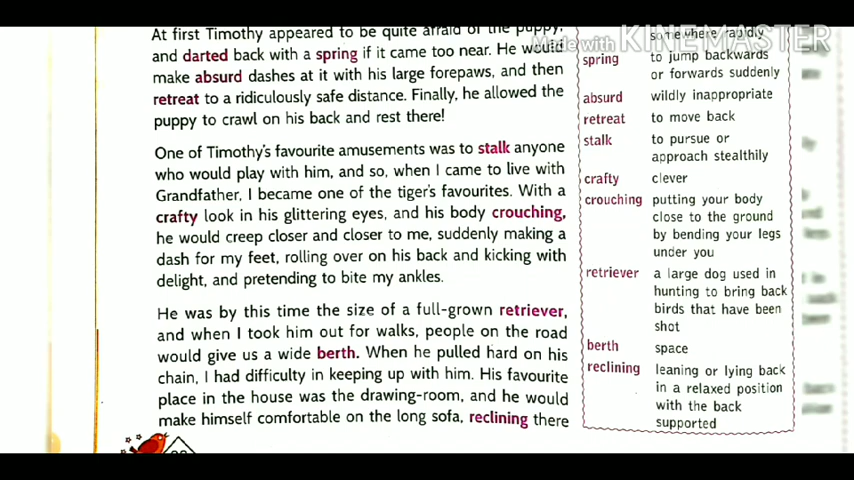 At first Timothy appeared to be quite afraid of the puppy,
and darted back with a spring if it came too near. He would
make absurd dashes at it with his large forepaws, and then
retreat to a ridiculously safe distance. Finally, he allowed the
puppy to crawl on his back and rest there!
One of Timothy's favourite amusements was to stalk anyone
who would play with him, and so, when I came to live with
Grandfather, I became one of the tiger's favourites. With a
crafty look in his glittering eyes, and his body crouching,
he would creep closer and closer to me, suddenly making a
dash for my feet, rolling over on his back and kicking with
delight, and pretending to bite my ankles.
He was by this time the size of a full-grown retriever,
and when I took him out for walks, people on the road
would give us a wide berth. When he pulled hard on his
chain, I had difficulty in keeping up with him. His favourite
place in the house was the drawing-room, and he would
make himself comfortable on the long sofa, reclining there
Made with KINEMASTER
somewhere rapidly
spring to jump backwards
or forwards suddenly
absurd wildly inappropriate
retreat to move back
stalk to pursue or
approach stealthily
crafty clever
crouching putting your body
close to the ground
by bending your legs
under you
retriever a large dog used in
hunting to bring back
birds that have been
shot
berth space
reclining leaning or lying back
in a relaxed position
with the back
supported